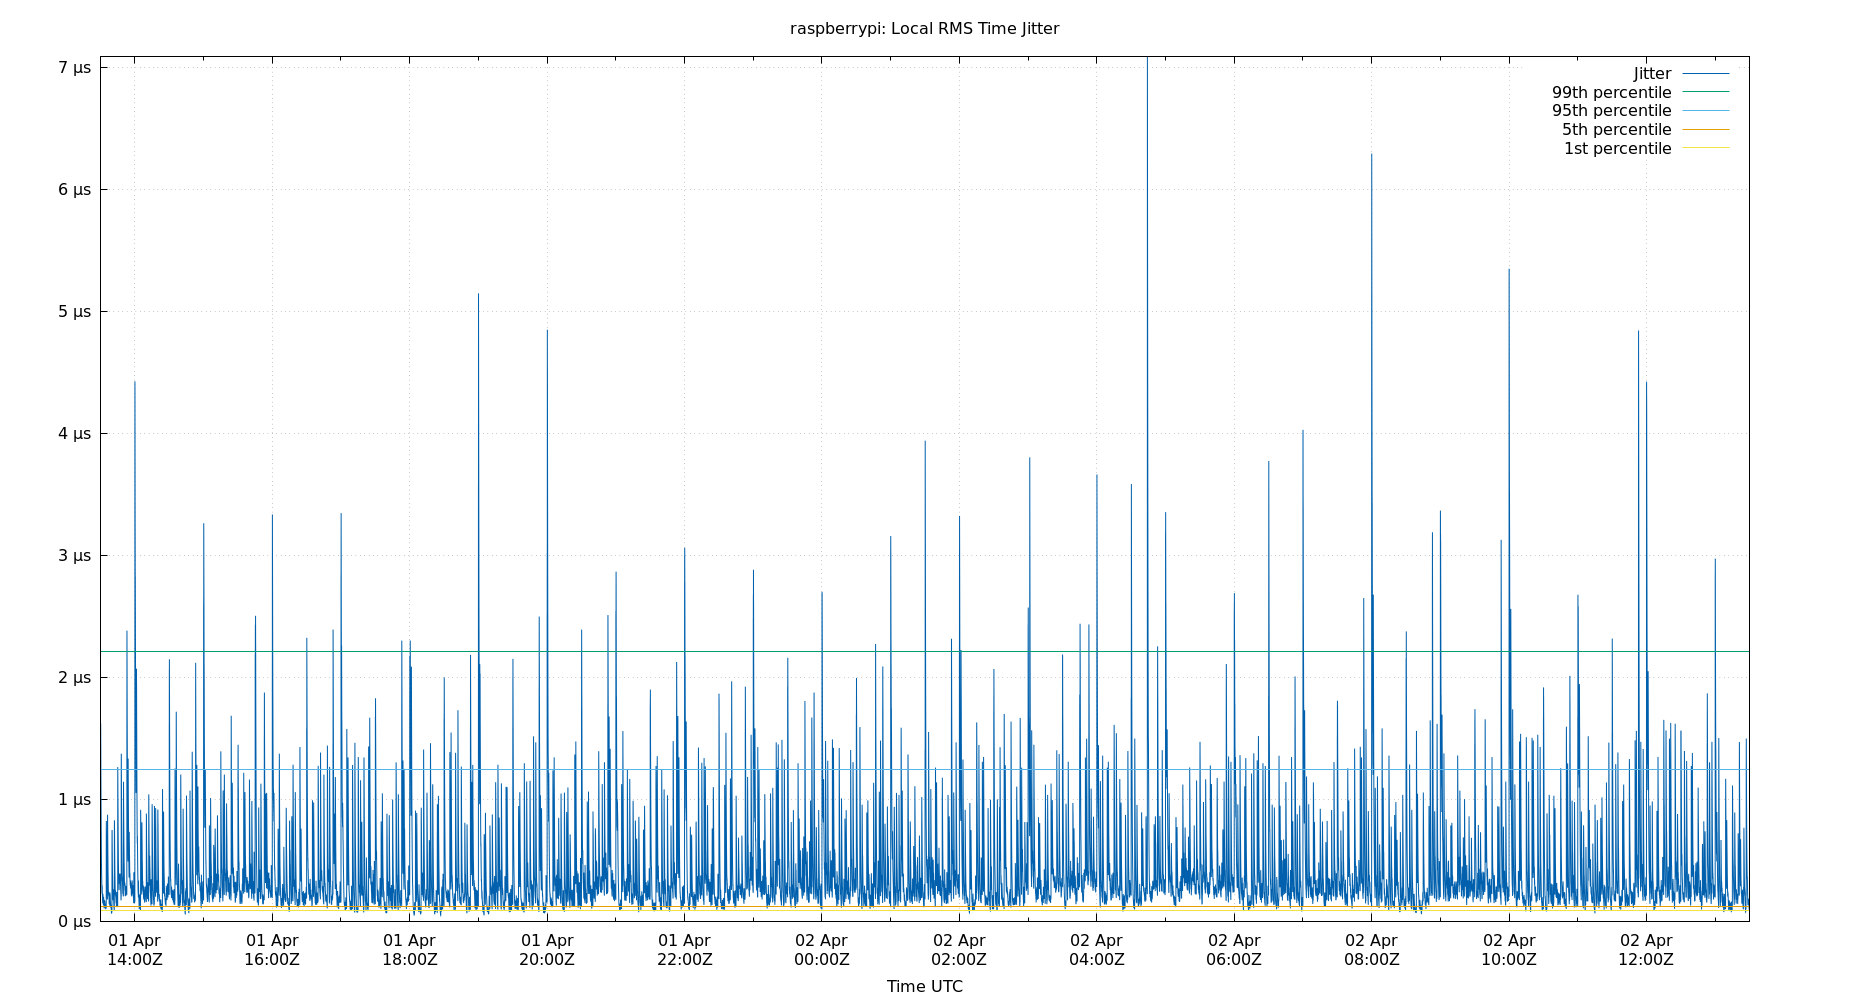 raspberrypi: Local RMS Time Jitter
7 µs
6 µs
5 µs
4 µs
3 µs
2 µs
1 µs
0 µs
Jitter
99th percentile
95th percentile
5th percentile
1st percentile
01 Apr 01 Apr 01 Apr 01 Apr 01 Apr 02 Apr 02 Apr 02 Apr 02 Apr 02 Apr 02 Apr 02 Apr
14:00Z 16:00Z 18:00Z 20:00Z 22:00Z 00:00Z 02:00Z 04:00Z 06:00Z 08:00Z 10:00Z 12:00Z
Time UTC